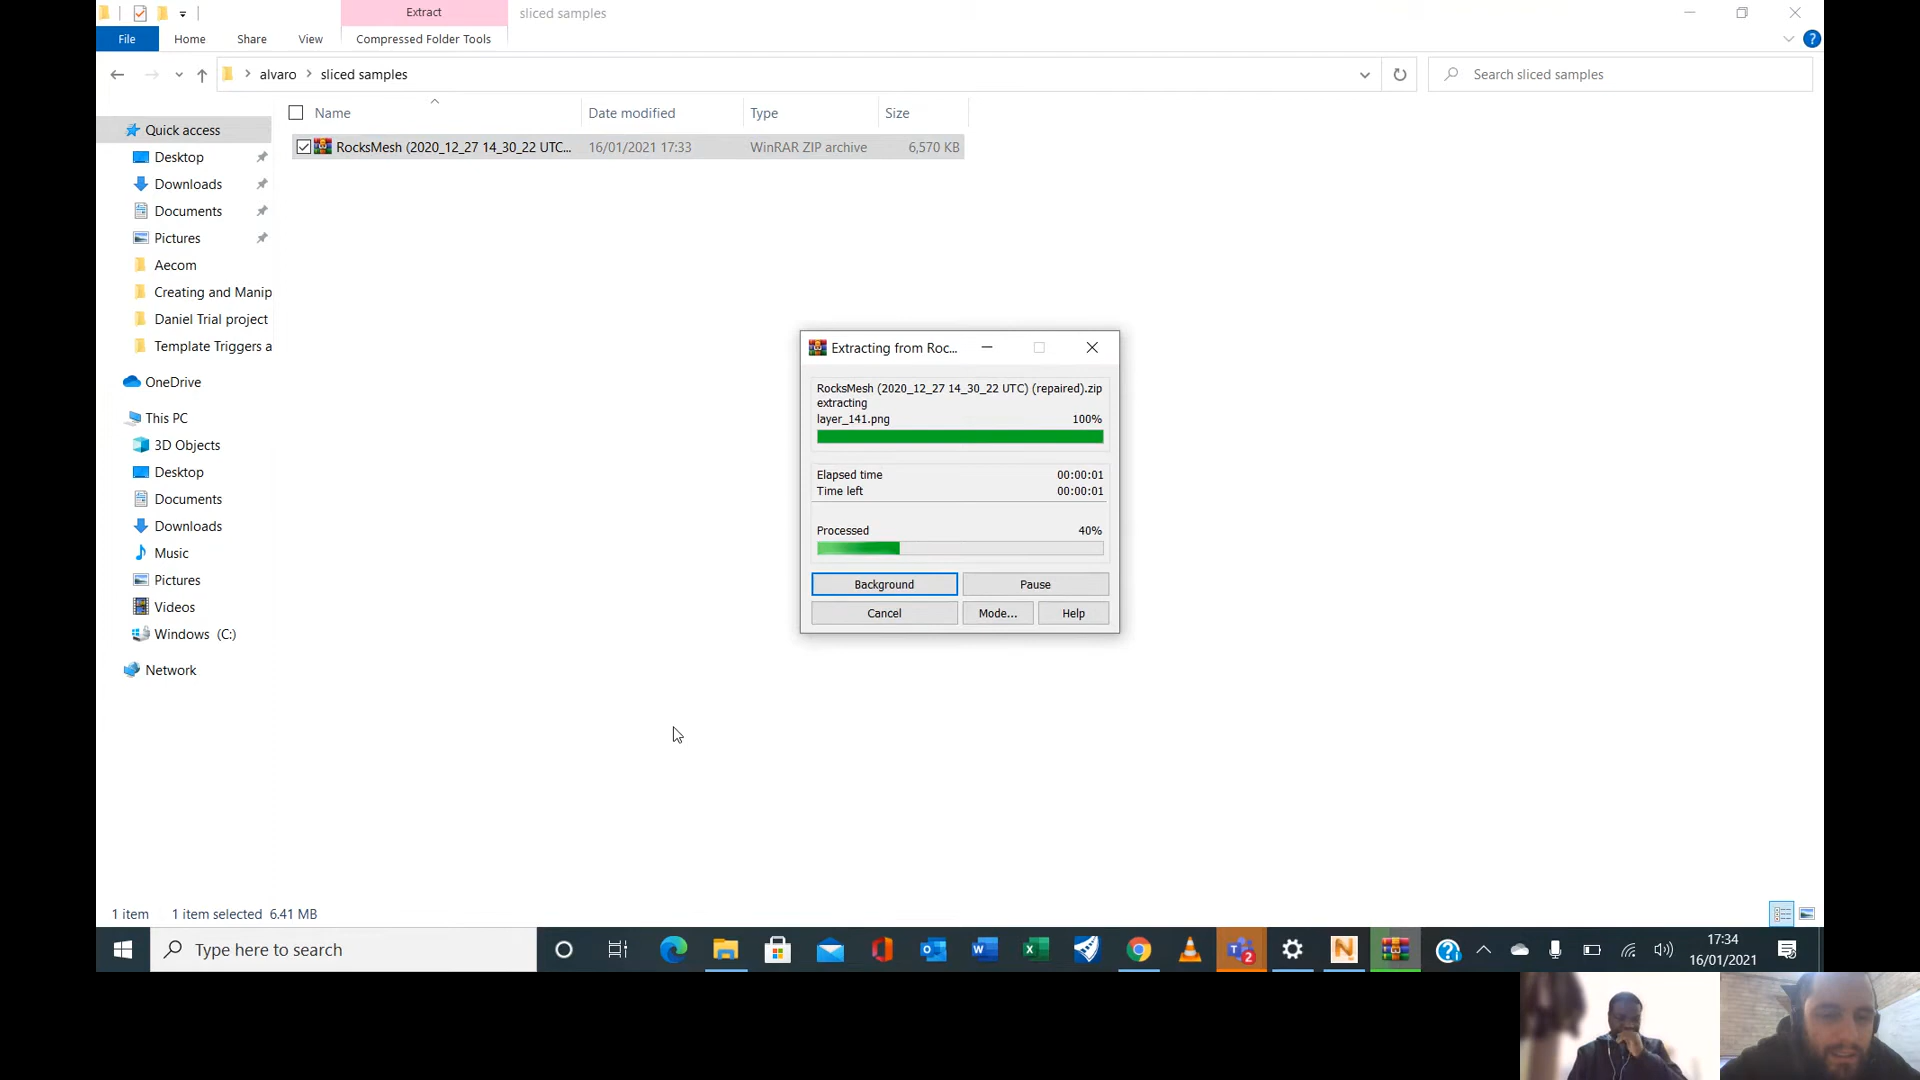 Extract
sliced samples
File
Home
Share
View
Compressed Folder Tools
alvaro
sliced samples
Search sliced samples
Name
Date modified
Type
Size
RocksMesh (2020_12_27 14_30_22 UTC...
16/01/2021 17:33
WinRAR ZIP archive
6,570 KB
Quick access
Desktop
Downloads
Documents
Pictures
Aecom
Creating and Manip
Daniel Trial project
Template Triggers a
OneDrive
This PC
3D Objects
Desktop
Documents
Downloads
Music
Pictures
Videos
Windows (C:)
Network
Extracting from Roc...
RocksMesh (2020_12_27 14_30_22 UTC) (repaired).zip
extracting
layer_141.png
100%
Elapsed time
00:00:01
Time left
00:00:01
Processed
40%
Background
Pause
Cancel
Mode...
Help
1 item
1 item selected 6.41 MB
Type here to search
2
17:34
16/01/2021